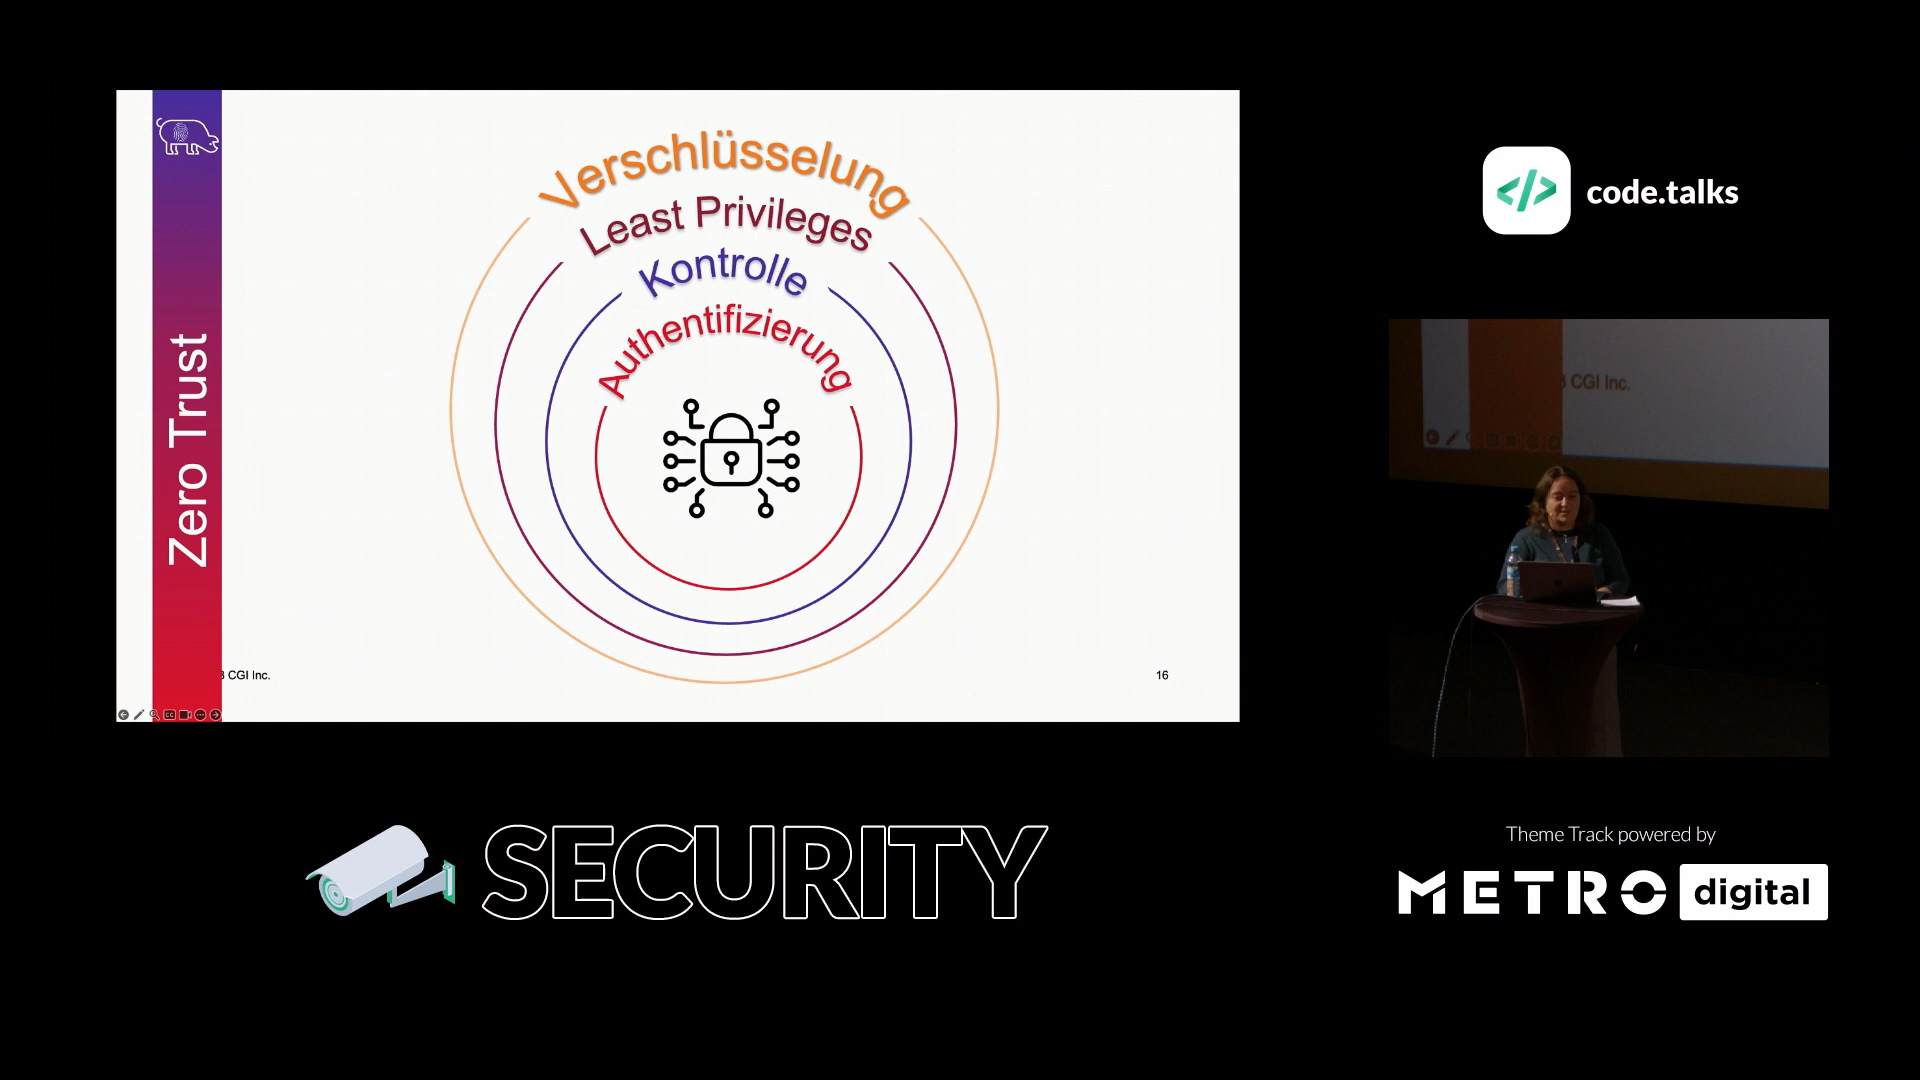 Zero Trust
Verschlüsselung
Least Privileges
Kontrolle
Authentifizierung
CGI Inc.
16
code.talks
CGI Inc.
SECURITY
Theme Track powered by
METRO digital